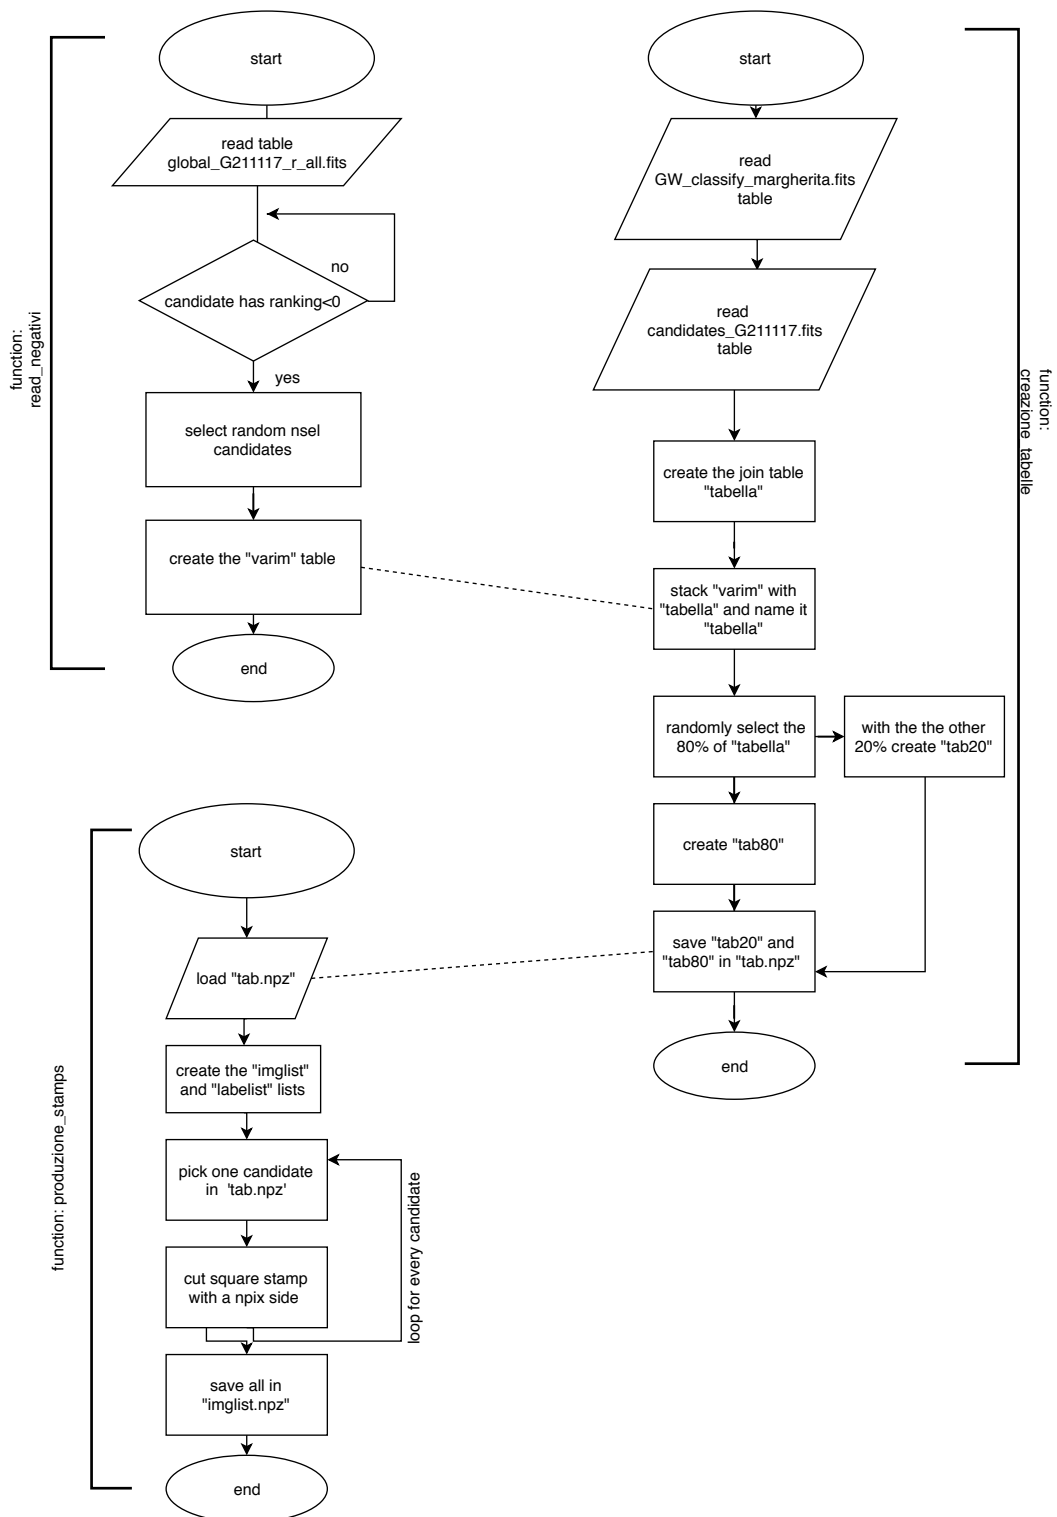 function:
read_negativi
start
read table
global_G211117_r_all.fits
no
candidate has ranking<0
yes
select random nsel
candidates
create the "varim" table
end
function:
creazione_tabelle
start
read
GW_classify_margherita.fits
table
read
candidates_G211117.fits
table
create the join table
"tabella"
stack "varim" with
"tabella" and name it
"tabella"
randomly select the
80% of "tabella"
with the the other
20% create "tab20"
create "tab80"
save "tab20" and
"tab80" in "tab.npz"
end
function: produzione_stamps
start
load "tab.npz"
create the "imglist"
and "labelist" lists
pick one candidate
in 'tab.npz'
loop for every candidate
cut square stamp
with a npix side
save all in
"imglist.npz"
end